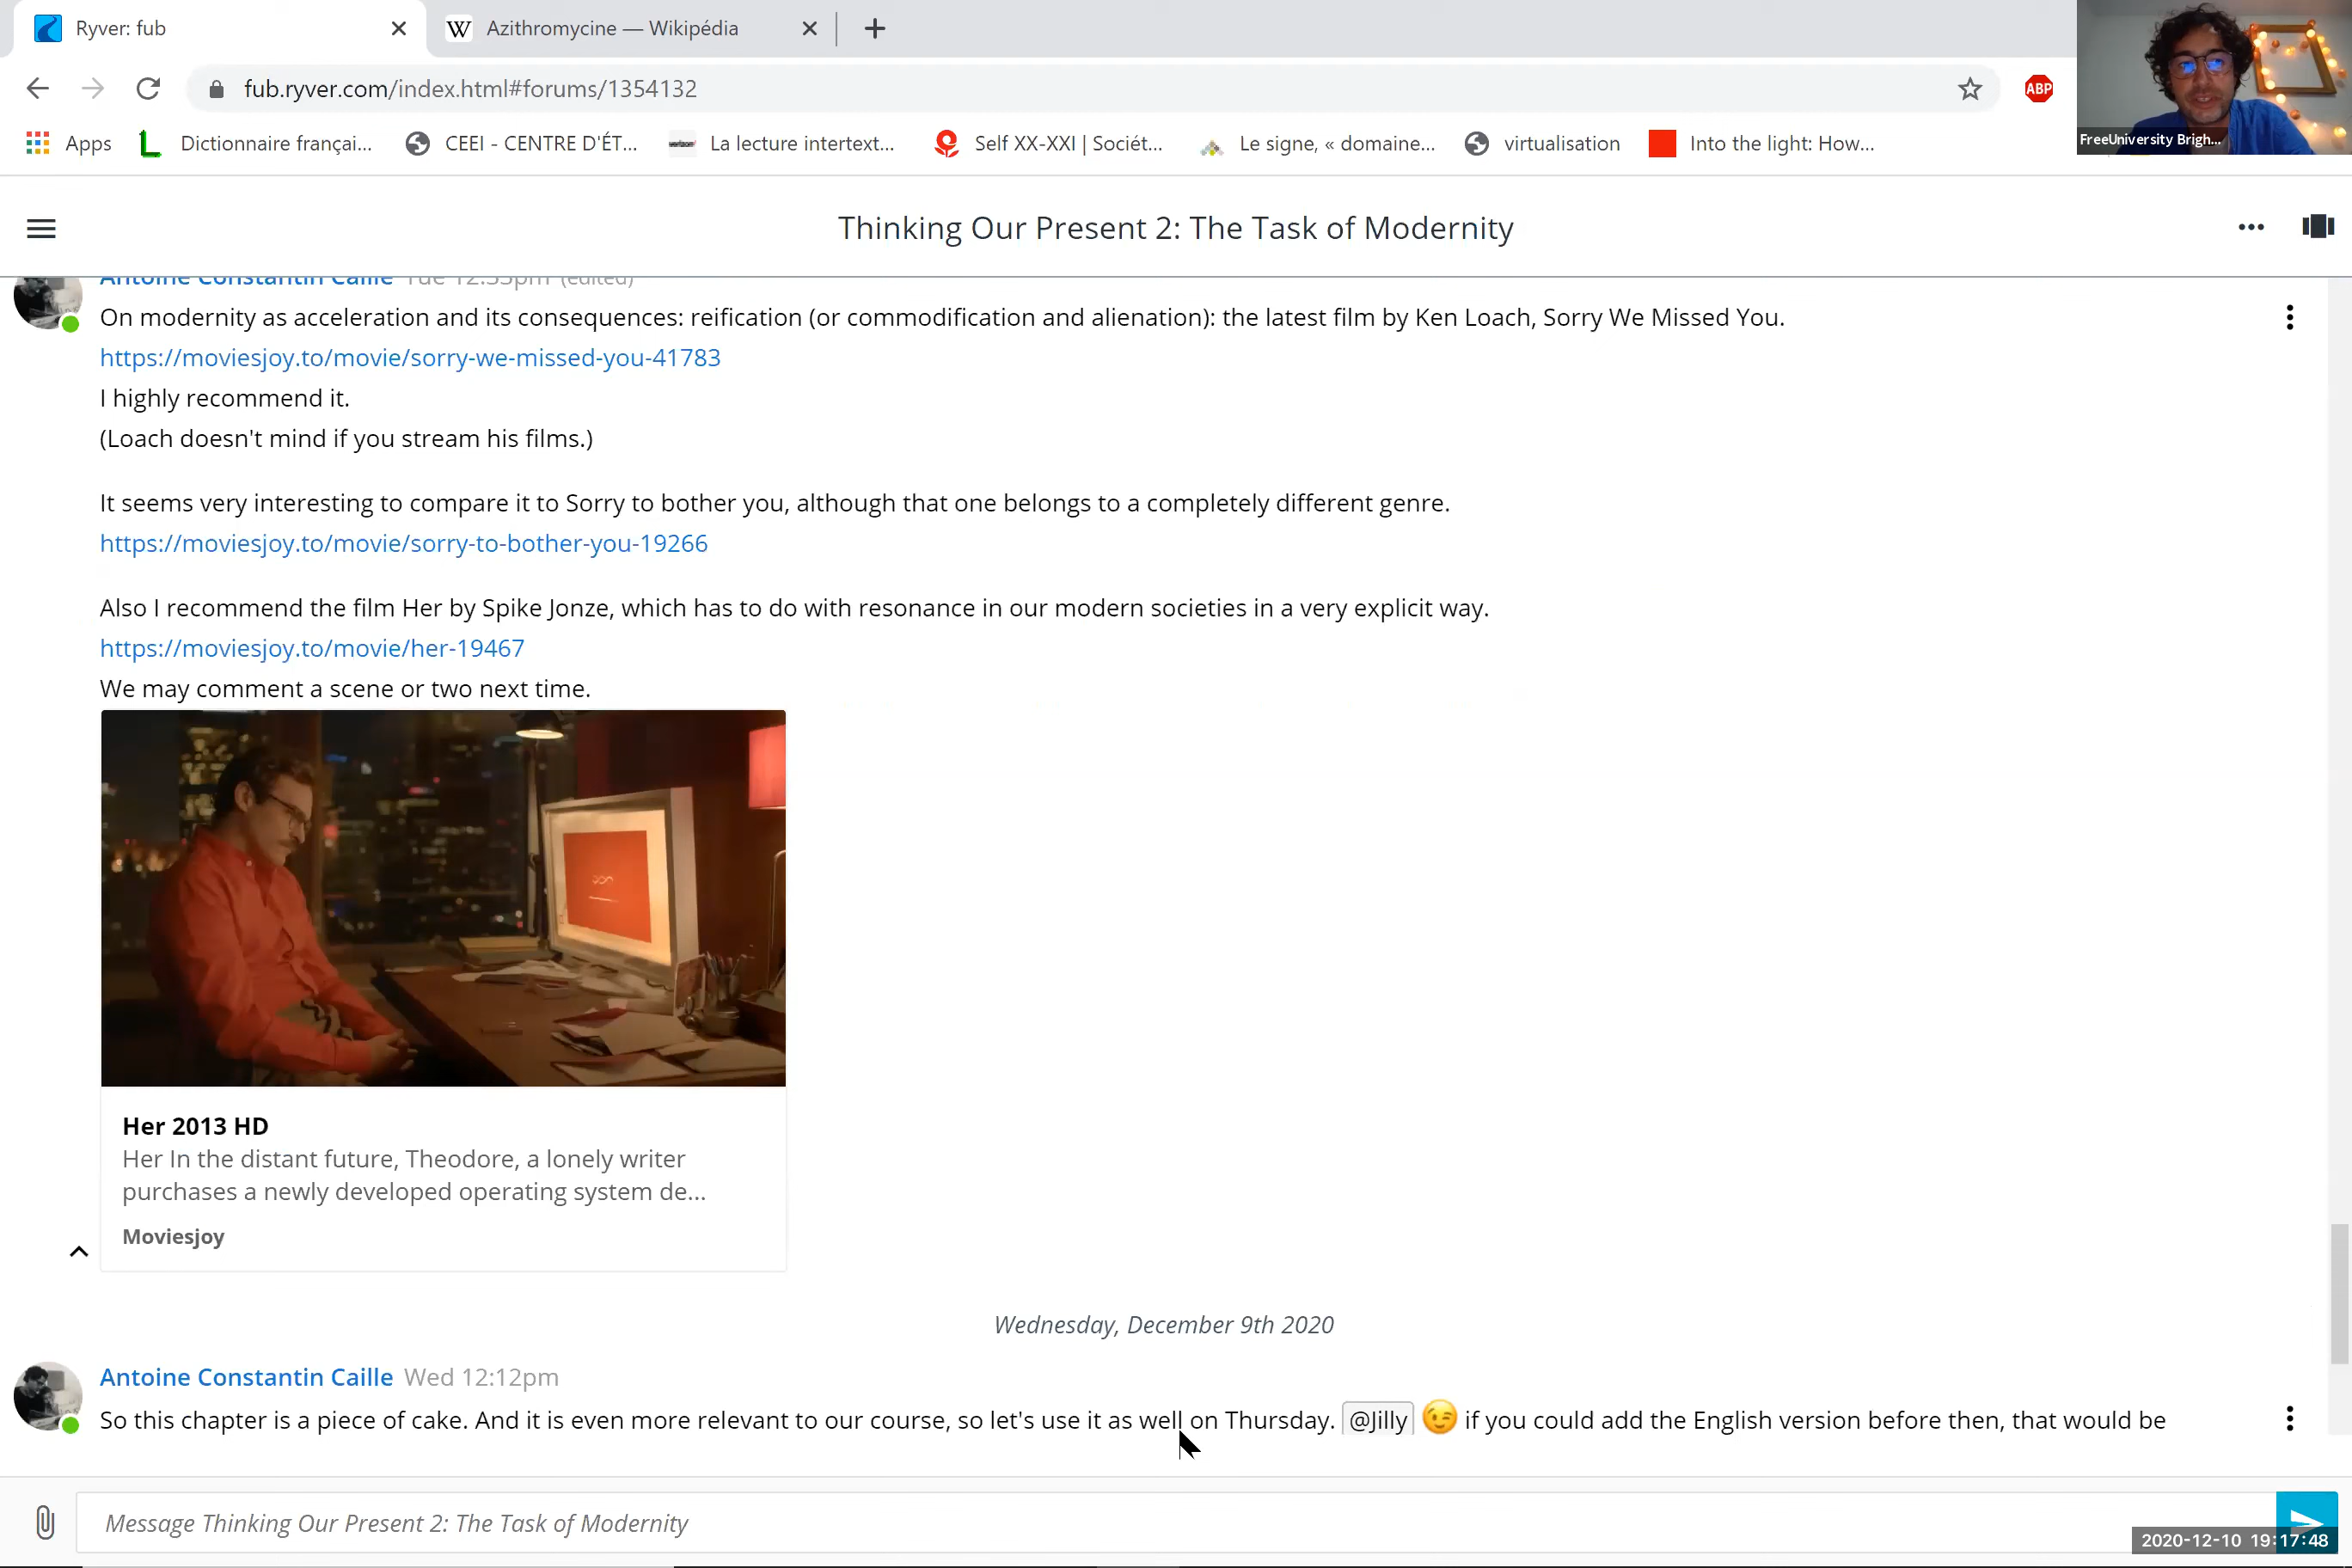 Ryver: fub
Azithromycine — Wikipédia
fub.ryver.com/index.html#forums/1354132
ABP
Apps
Dictionnaire françai...
CEEI - CENTRE D'ÉT...
La lecture intertext...
Self XX-XXI | Sociét...
Le signe, « domaine...
virtualisation
Into the light: How...
FreeUniversity Brigh...
Thinking Our Present 2: The Task of Modernity
Antoine Constantin Caille Tue 12:33pm (edited)
On modernity as acceleration and its consequences: reification (or commodification and alienation): the latest film by Ken Loach, Sorry We Missed You.
https://moviesjoy.to/movie/sorry-we-missed-you-41783
I highly recommend it.
(Loach doesn't mind if you stream his films.)
It seems very interesting to compare it to Sorry to bother you, although that one belongs to a completely different genre.
https://moviesjoy.to/movie/sorry-to-bother-you-19266
Also I recommend the film Her by Spike Jonze, which has to do with resonance in our modern societies in a very explicit way.
https://moviesjoy.to/movie/her-19467
We may comment a scene or two next time.
Her 2013 HD
Her In the distant future, Theodore, a lonely writer
purchases a newly developed operating system de...
Moviesjoy
Wednesday, December 9th 2020
Antoine Constantin Caille Wed 12:12pm
So this chapter is a piece of cake. And it is even more relevant to our course, so let's use it as well on Thursday. @Jilly 😉 if you could add the English version before then, that would be
Message Thinking Our Present 2: The Task of Modernity
2020-12-10 19:17:48